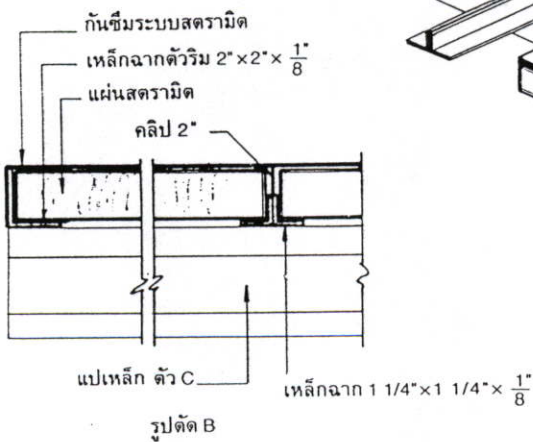 กันซึมระบบสตรามิต
เหล็กฉากตัวริม 2"×2"× 1"/8
แผ่นสตรามิต
คลิป 2"
แปเหล็ก ตัว C
เหล็กฉาก 1 1/4"×1 1/4"× 1"/8
รูปตัด B